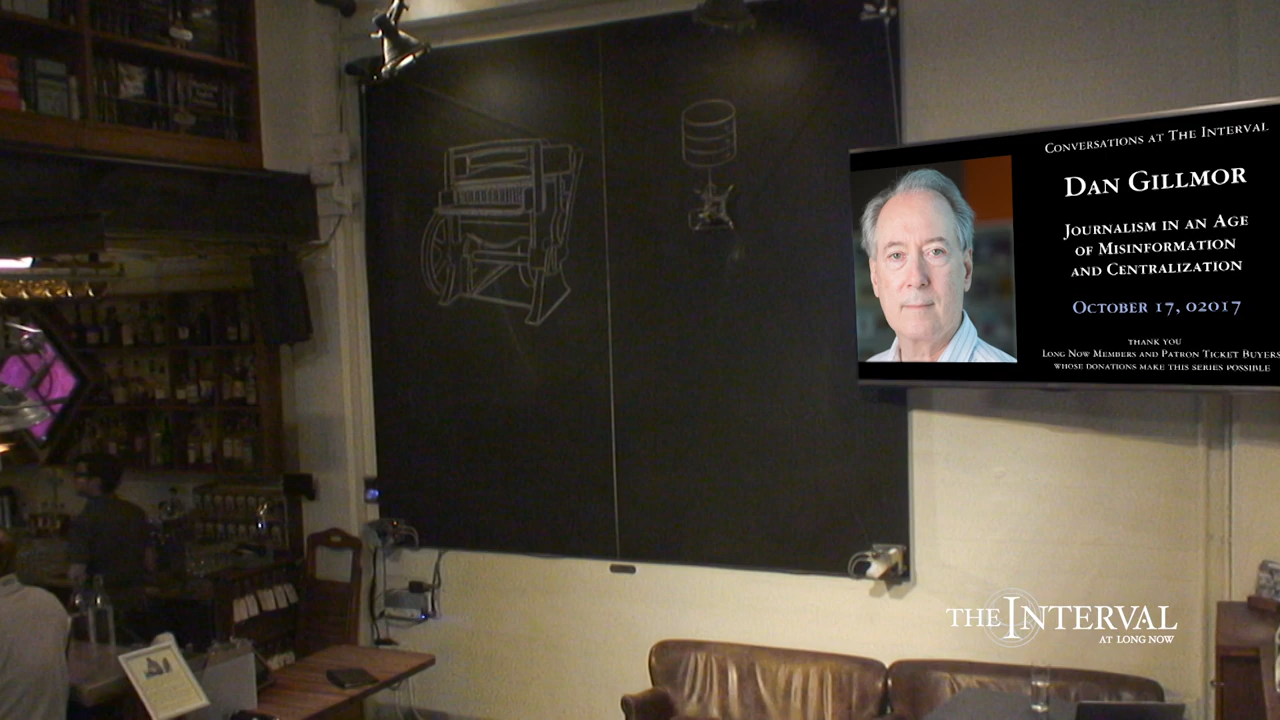 Conversations at The Interval
Dan Gillmor
Journalism in an Age
of Misinformation
and Centralization
October 17, 02017
thank you
Long Now Members and Patron Ticket Buyers
whose donations make this series possible
The Interval
at Long Now